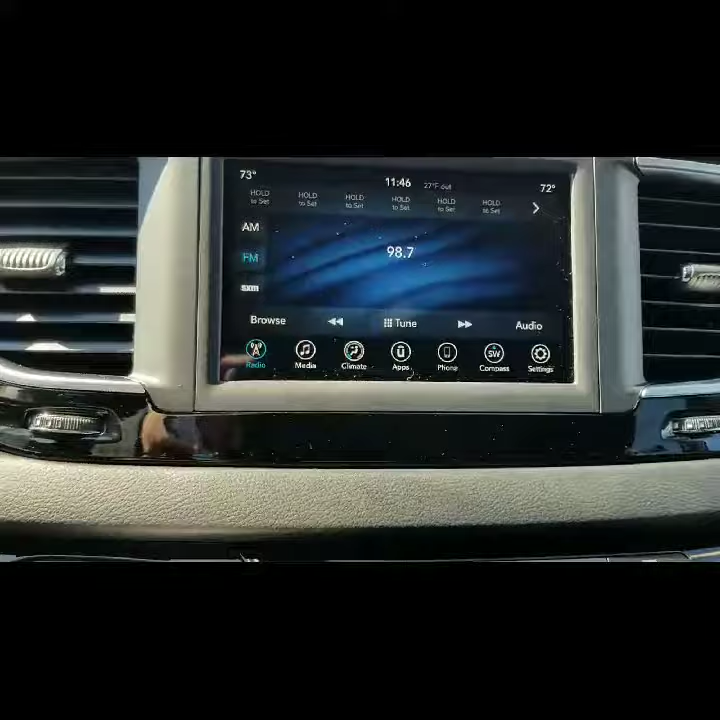 73° 11:46 27°F out 72°
HOLD HOLD HOLD HOLD HOLD HOLD
to Set to Set to Set to Set to Set to Set
AM
98.7
FM
sxm
Browse Tune Audio
SW
Radio Media Climate Apps Phone Compass Settings